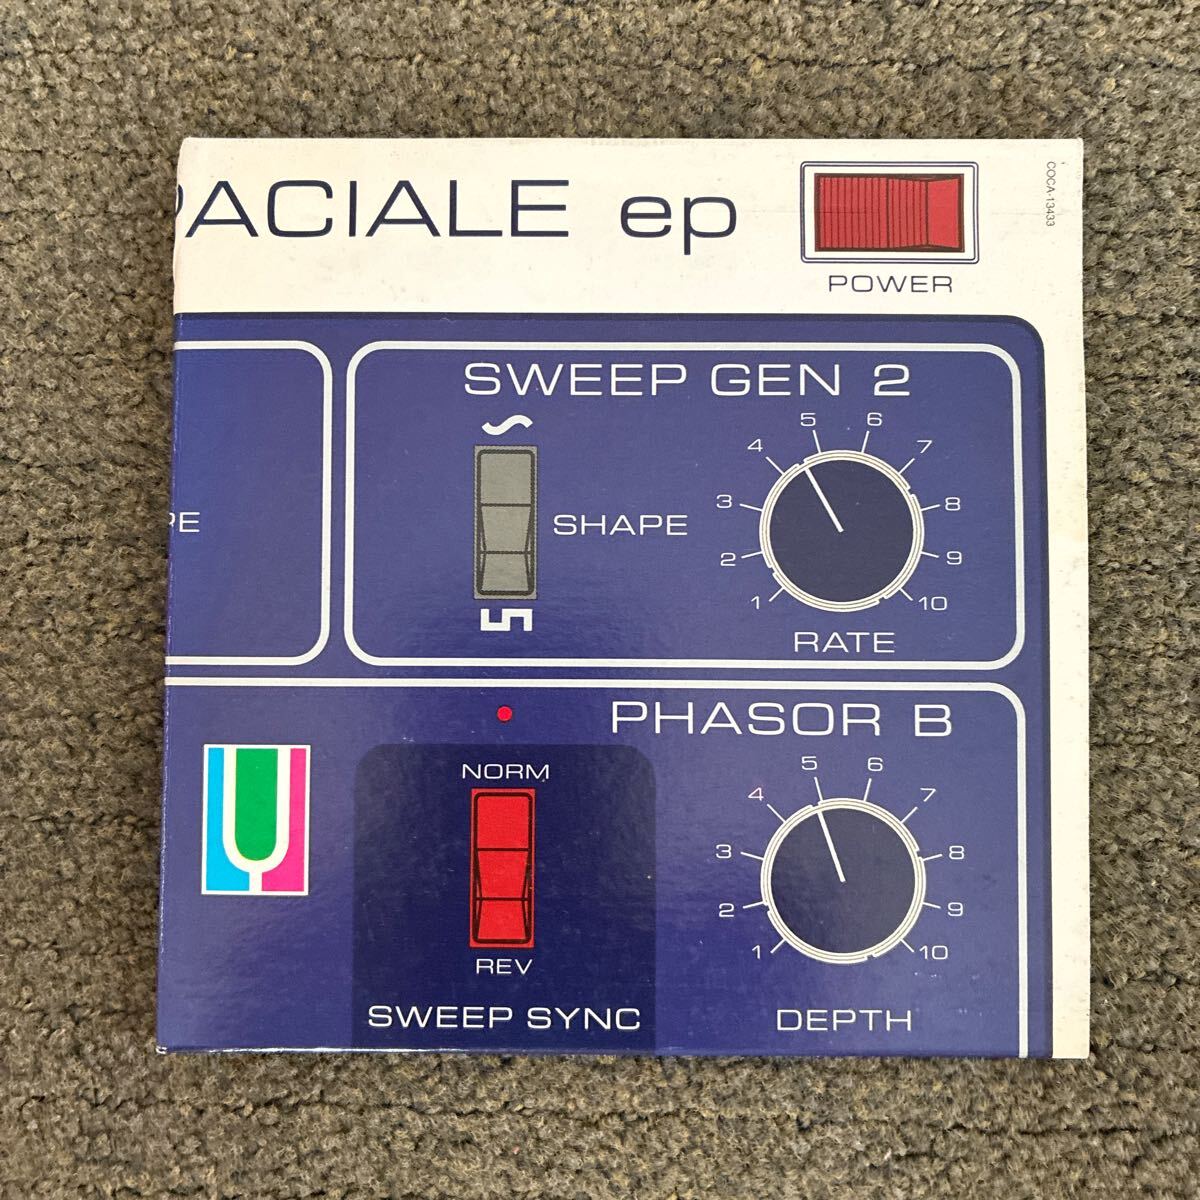 PACIALE ep
COCA-13433
POWER
SWEEP GEN 2
PE
SHAPE
1 2 3 4 5 6 7 8 9 10
RATE
PHASOR B
NORM
REV
SWEEP SYNC
1 2 3 4 5 6 7 8 9 10
DEPTH